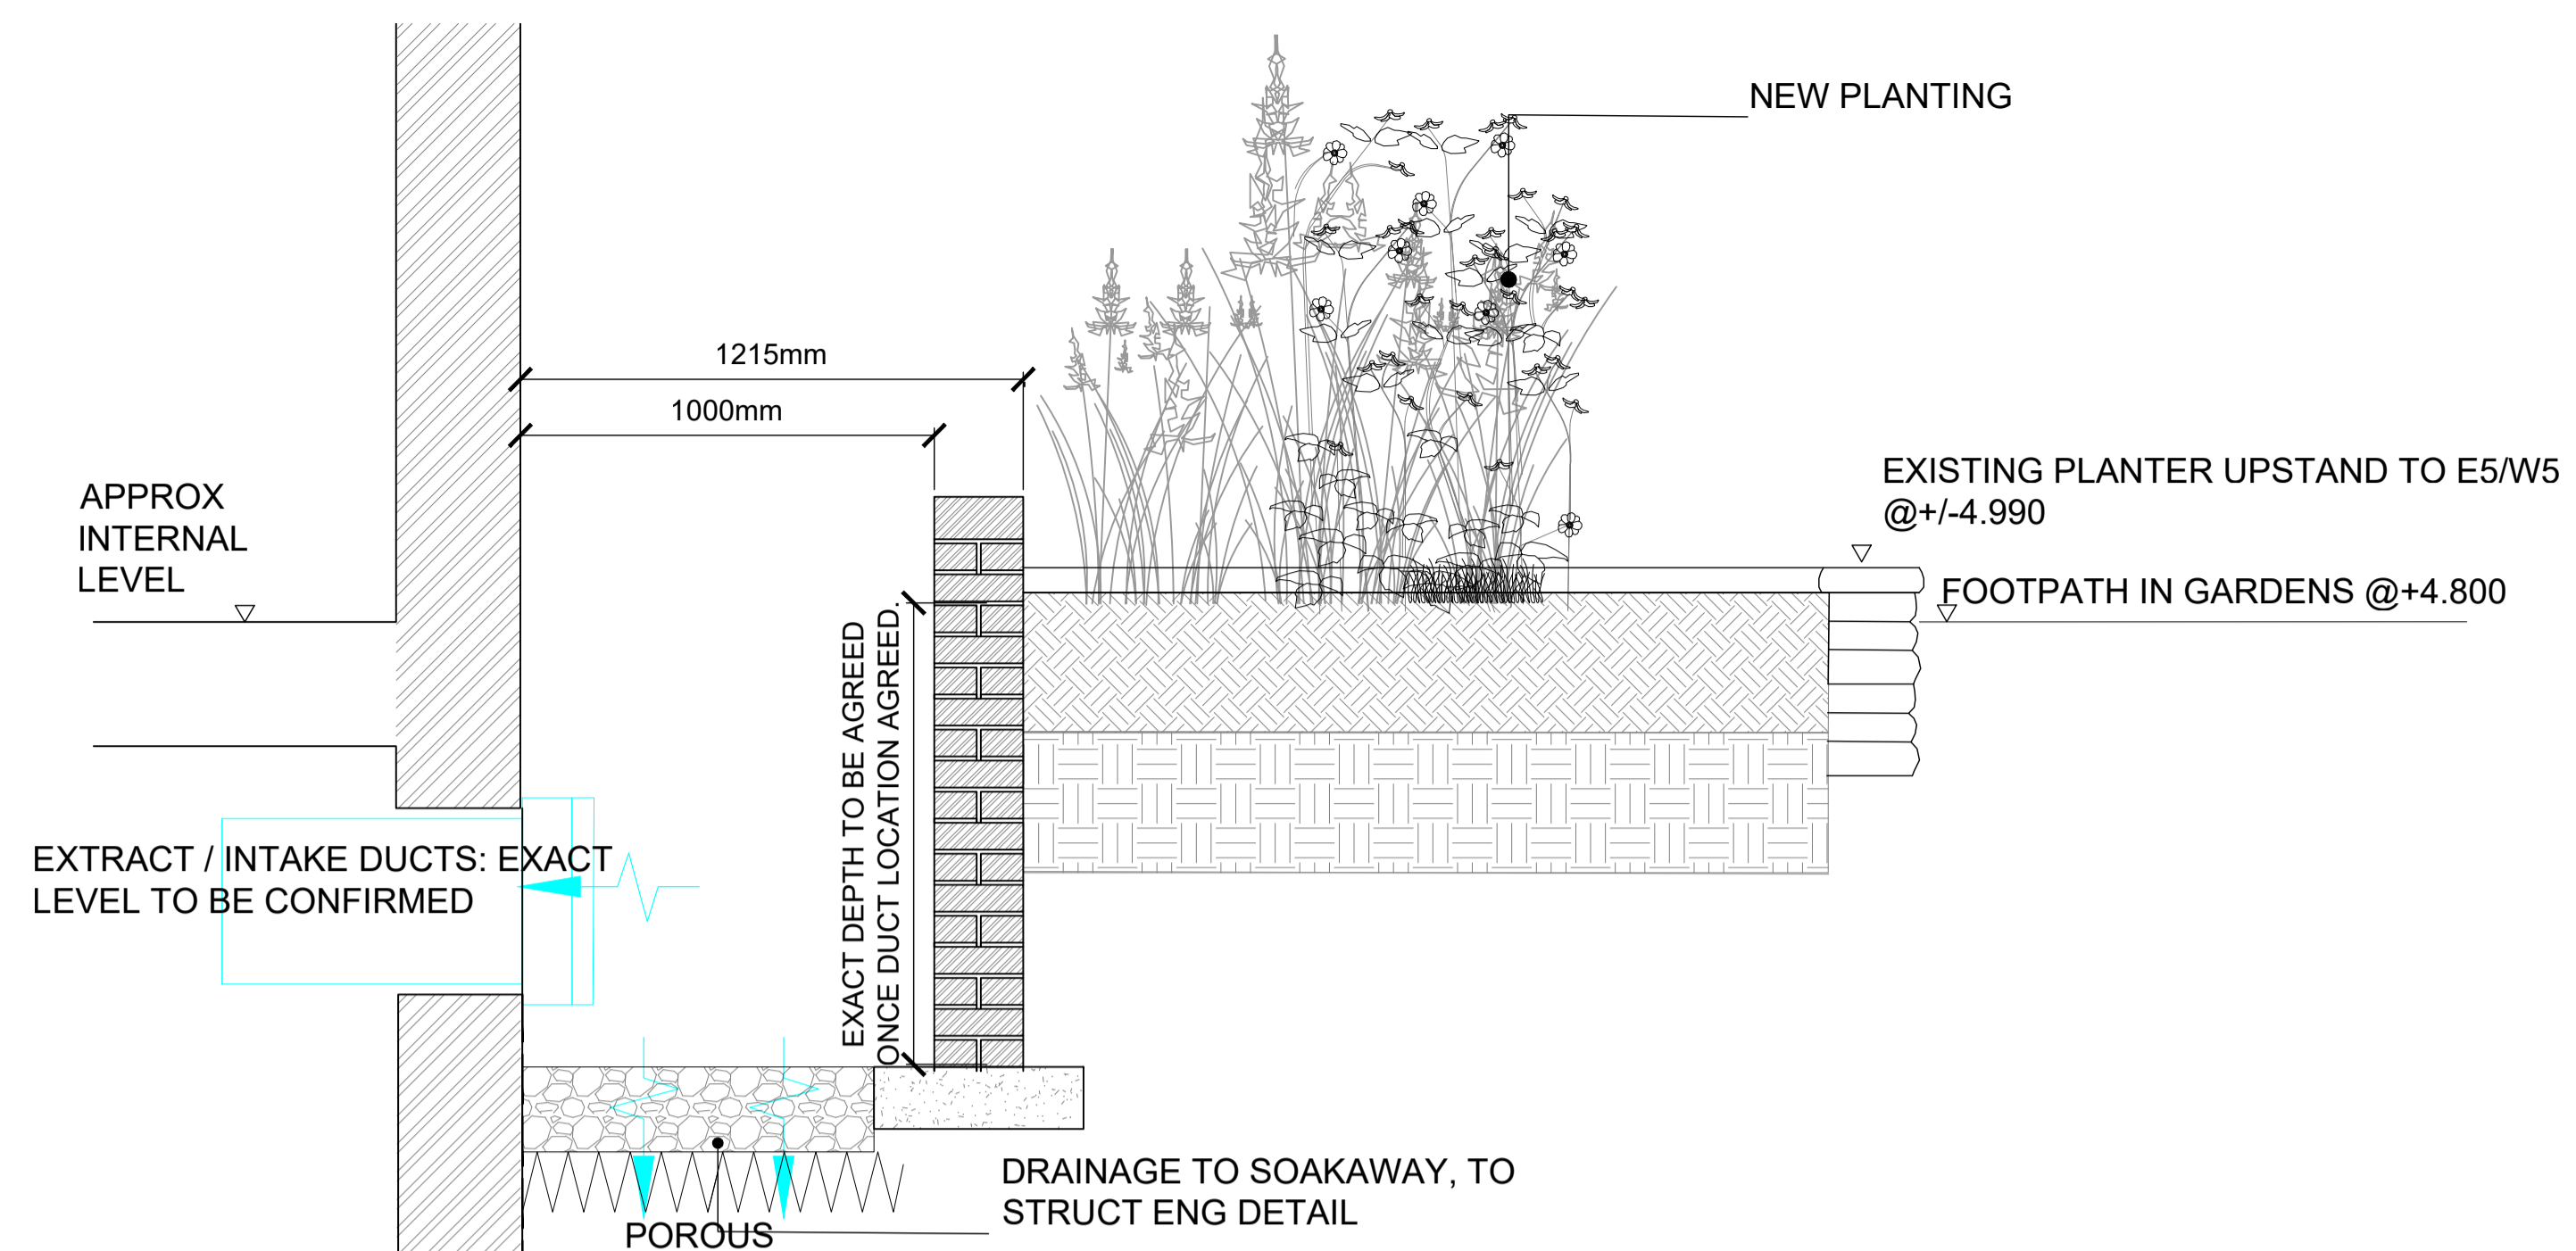 NEW PLANTING
1215mm
1000mm
EXISTING PLANTER UPSTAND TO E5/W5
@+/-4.990
APPROX
INTERNAL
LEVEL
FOOTPATH IN GARDENS @+4.800
EXACT DEPTH TO BE AGREED
ONCE DUCT LOCATION AGREED.
EXTRACT / INTAKE DUCTS: EXACT
LEVEL TO BE CONFIRMED
DRAINAGE TO SOAKAWAY, TO
STRUCT ENG DETAIL
POROUS